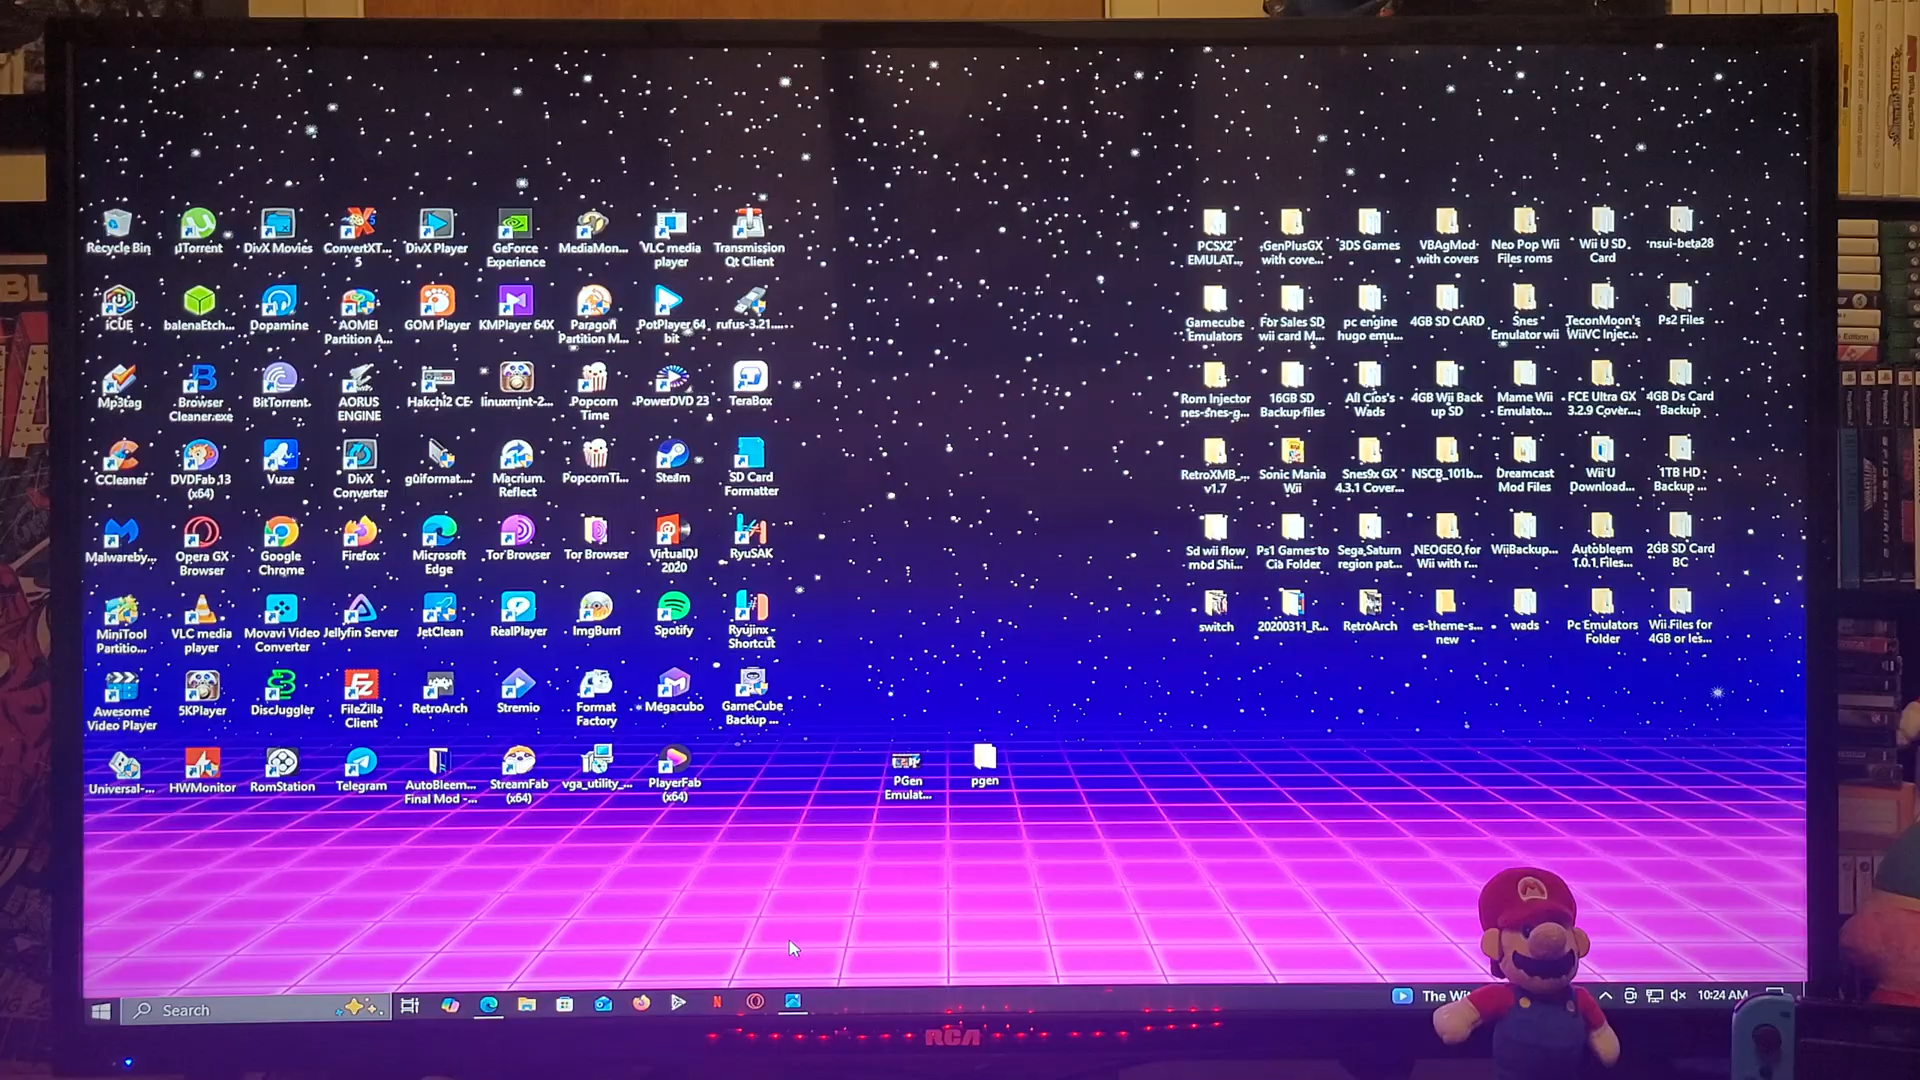 Recycle Bin
µTorrent
DivX Movies
ConvertXT...
5
DivX Player
GeForce
Experience
MediaMon...
VLC media
player
Transmission
Qt Client
iCUE
balenaEtch...
Dopamine
AOMEI
Partition A...
GOM Player
KMPlayer 64X
Paragon
Partition M...
PotPlayer 64
bit
rufus-3.21....
Mp3tag
Browser
Cleaner.exe
BitTorrent
AORUS
ENGINE
Hakchi2 CE
linuxmint-2...
Popcorn
Time
PowerDVD 23
TeraBox
CCleaner
DVDFab 13
(x64)
Vuze
DivX
Converter
guiformat....
Macrium
Reflect
PopcornTi...
Steam
SD Card
Formatter
Malwareby...
Opera GX
Browser
Google
Chrome
Firefox
Microsoft
Edge
Tor Browser
Tor Browser
VirtualDJ
2020
RyuSAK
MiniTool
Partitio...
VLC media
player
Movavi Video
Converter
Jellyfin Server
JetClean
RealPlayer
ImgBurn
Spotify
Ryujinx -
Shortcut
Awesome
Video Player
5KPlayer
DiscJuggler
FileZilla
Client
RetroArch
Stremio
Format
Factory
Megacubo
GameCube
Backup ...
Universal-...
HWMonitor
RomStation
Telegram
AutoBleem...
Final Mod -...
StreamFab
(x64)
vga_utility_...
PlayerFab
(x64)
PGen
Emulat...
pgen
PCSX2
EMULAT...
GenPlusGX
with cove...
3DS Games
VBAgMod
with covers
Neo Pop Wii
Files roms
Wii U SD
Card
nsui-beta28
Gamecube
Emulators
For Sales SD
wii card M...
pc engine
hugo emu...
4GB SD CARD
Snes
Emulator wii
TeconMoon's
WiiVC Injec...
Ps2 Files
Rom Injector
nes-snes-g...
16GB SD
Backup files
All Cios's
Wads
4GB Wii Back
up SD
Mame Wii
Emulato...
FCE Ultra GX
3.2.9 Cover...
4GB Ds Card
Backup
RetroXMB_...
v1.7
Sonic Mania
Wii
Snes9x GX
4.3.1 Cover...
NSCB_101b...
Dreamcast
Mod Files
Wii U
Download...
1TB HD
Backup ...
Sd wii flow
mod Shi...
Ps1 Games to
Cia Folder
Sega Saturn
region pat...
NEOGEO for
Wii with r...
WiiBackup...
Autobleem
1.0.1 Files...
2GB SD Card
BC
switch
20200311_R...
RetroArch
es-theme-s...
new
wads
Pc Emulators
Folder
Wii Files for
4GB or les...
Search
The Wi
10:24 AM
RCA